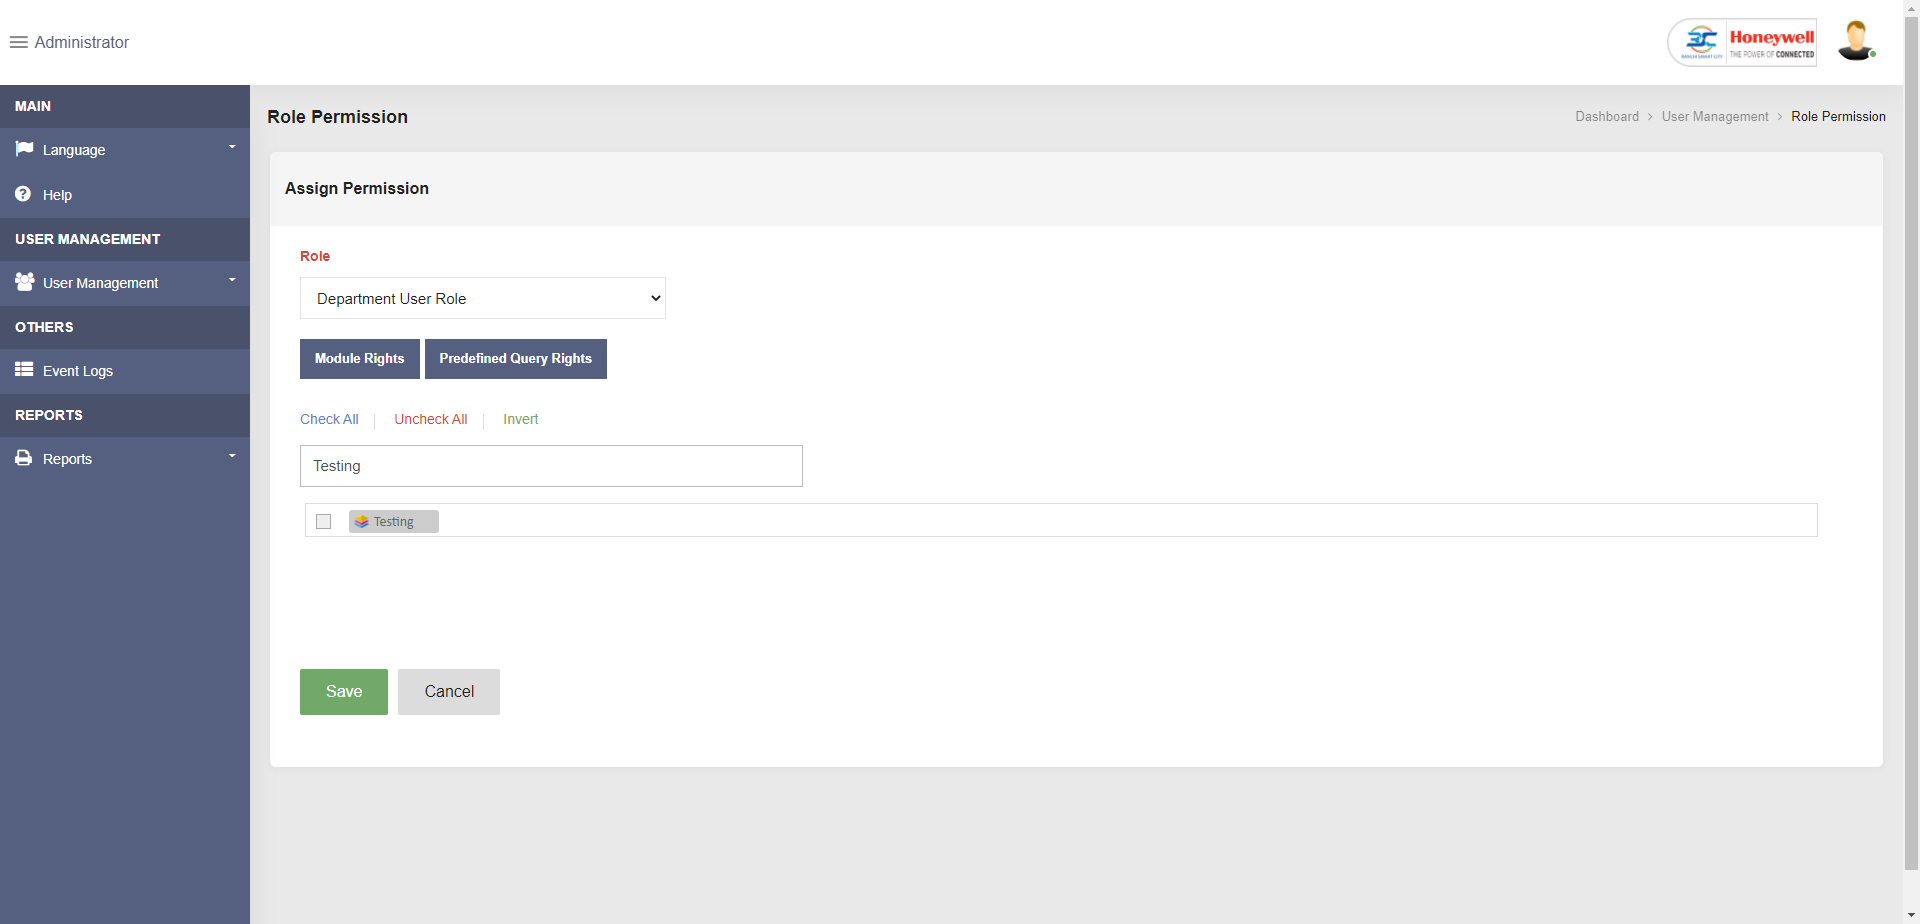 Administrator
Honeywell
THE POWER OF CONNECTED
MAIN
Language
Help
USER MANAGEMENT
User Management
OTHERS
Event Logs
REPORTS
Reports
Role Permission
Dashboard > User Management > Role Permission
Assign Permission
Role
Department User Role
Module Rights Predefined Query Rights
Check All Uncheck All Invert
Testing
Testing
Save Cancel